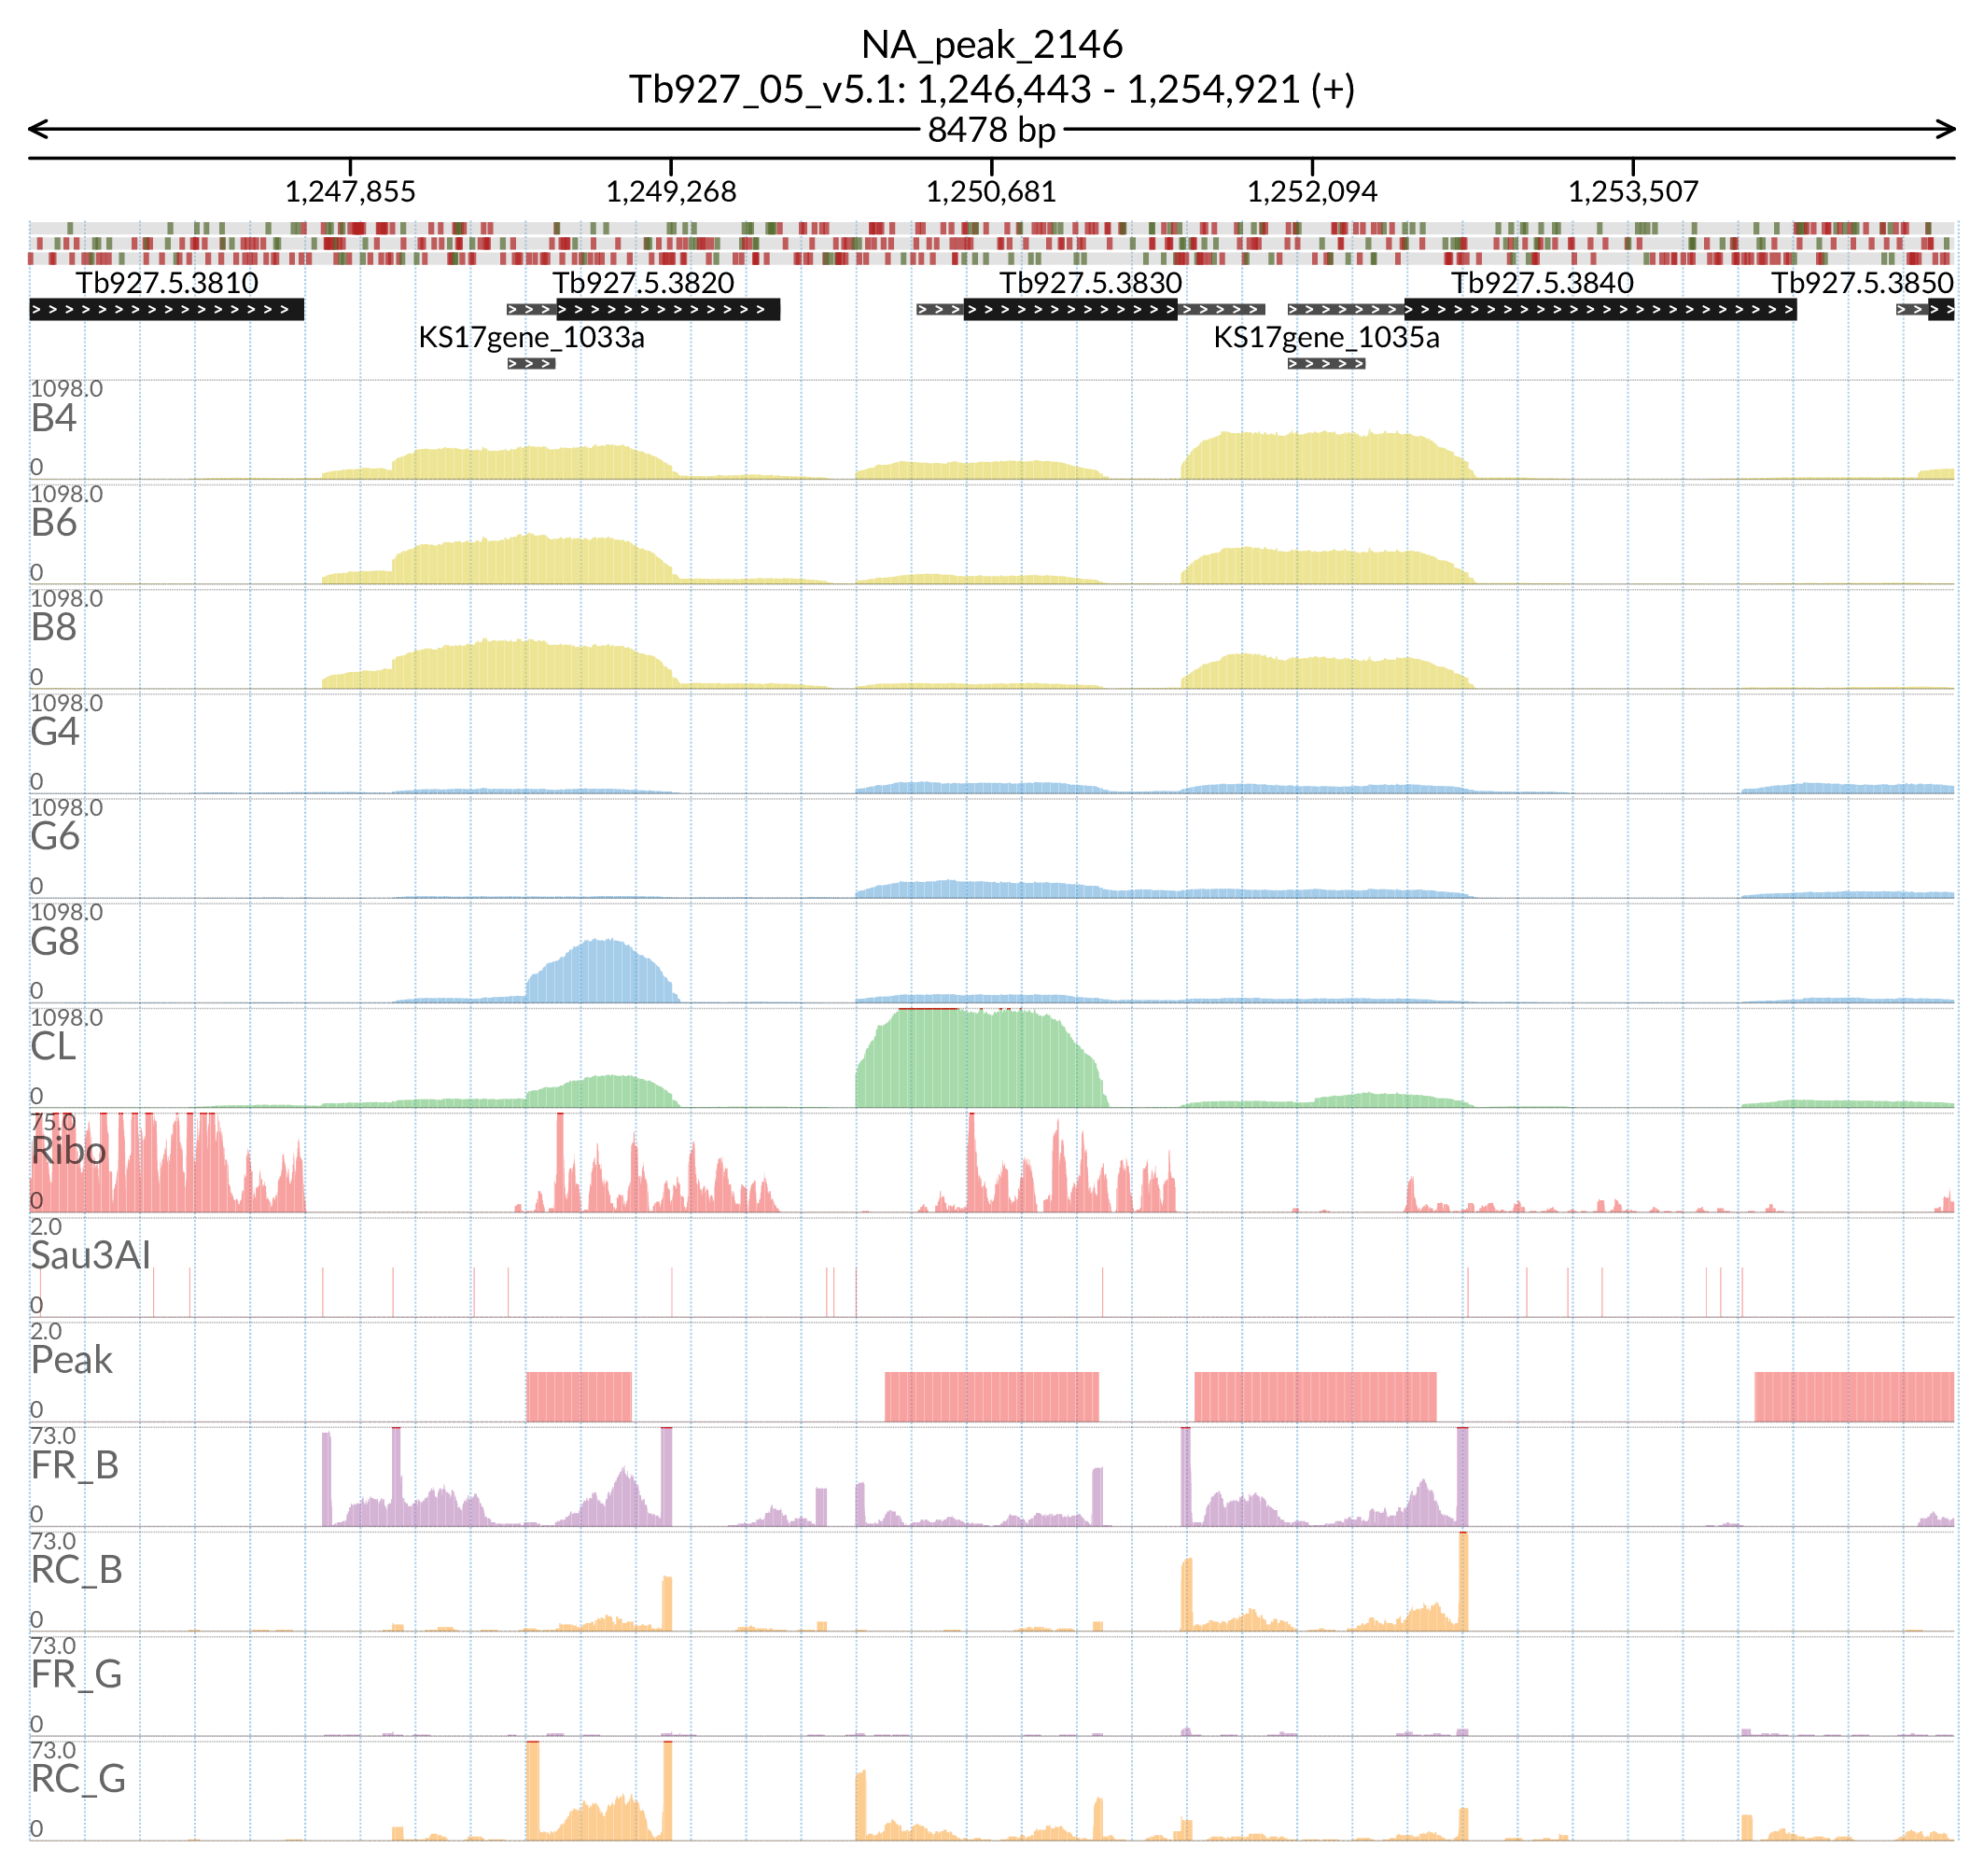 NA_peak_2146
Tb927_05_v5.1: 1,246,443 - 1,254,921 (+)
8478 bp
1,247,855 1,249,268 1,250,681 1,252,094 1,253,507
Tb927.5.3810 Tb927.5.3820 Tb927.5.3830 Tb927.5.3840 Tb927.5.3850
KS17gene_1033a KS17gene_1035a
1098.0
B4
0
1098.0
B6
0
1098.0
B8
0
1098.0
G4
0
1098.0
G6
0
1098.0
G8
0
1098.0
CL
0
75.0
Ribo
0
2.0
Sau3AI
0
2.0
Peak
0
73.0
FR_B
0
73.0
RC_B
0
73.0
FR_G
0
73.0
RC_G
0